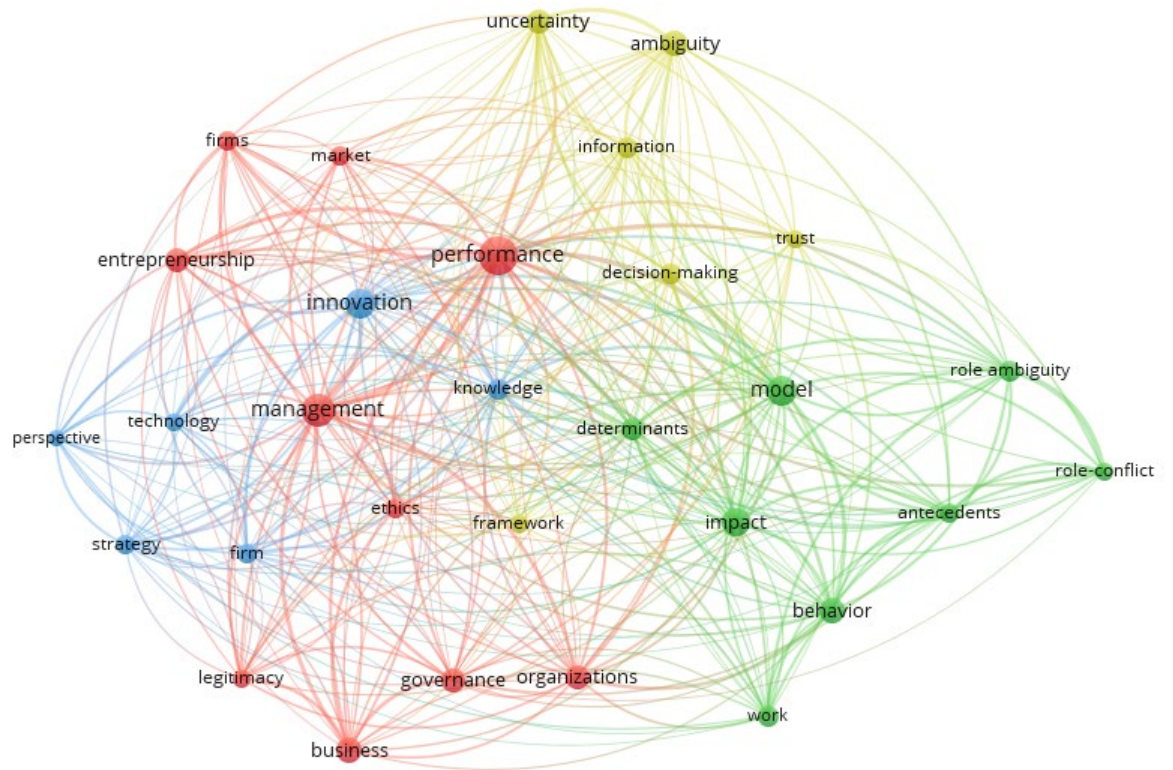 uncertainty
ambiguity
firms
market
information
trust
entrepreneurship
performance
decision-making
innovation
role ambiguity
knowledge
model
management
technology
determinants
perspective
role-conflict
ethics
framework
impact
antecedents
strategy
firm
behavior
legitimacy
governance
organizations
work
business